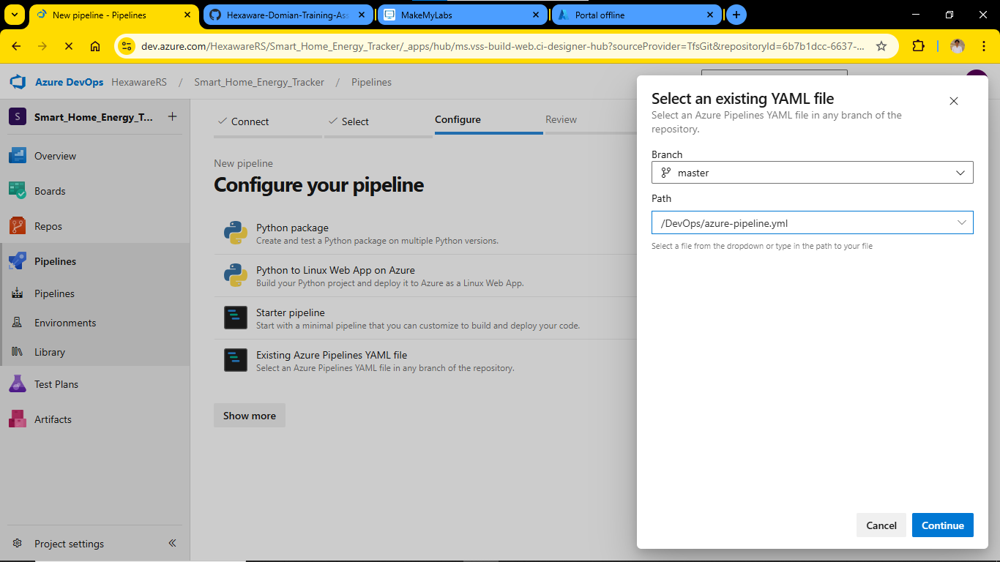 New pipeline - Pipelines
Hexaware-Domian-Training-Ass
MakeMyLabs
Portal offline
dev.azure.com/HexawareRS/Smart_Home_Energy_Tracker/_apps/hub/ms.vss-build-web.ci-designer-hub?sourceProvider=TfsGit&repositoryId=6b7b1dcc-6637-...
Azure DevOps HexawareRS / Smart_Home_Energy_Tracker / Pipelines
S Smart_Home_Energy_T...
Overview
Boards
Repos
Pipelines
Pipelines
Environments
Library
Test Plans
Artifacts
Project settings
Connect
Select
Configure
Review
New pipeline
Configure your pipeline
Python package
Create and test a Python package on multiple Python versions.
Python to Linux Web App on Azure
Build your Python project and deploy it to Azure as a Linux Web App.
Starter pipeline
Start with a minimal pipeline that you can customize to build and deploy your code.
Existing Azure Pipelines YAML file
Select an Azure Pipelines YAML file in any branch of the repository.
Show more
Select an existing YAML file
Select an Azure Pipelines YAML file in any branch of the
repository.
Branch
master
Path
/DevOps/azure-pipeline.yml
Select a file from the dropdown or type in the path to your file
Cancel
Continue